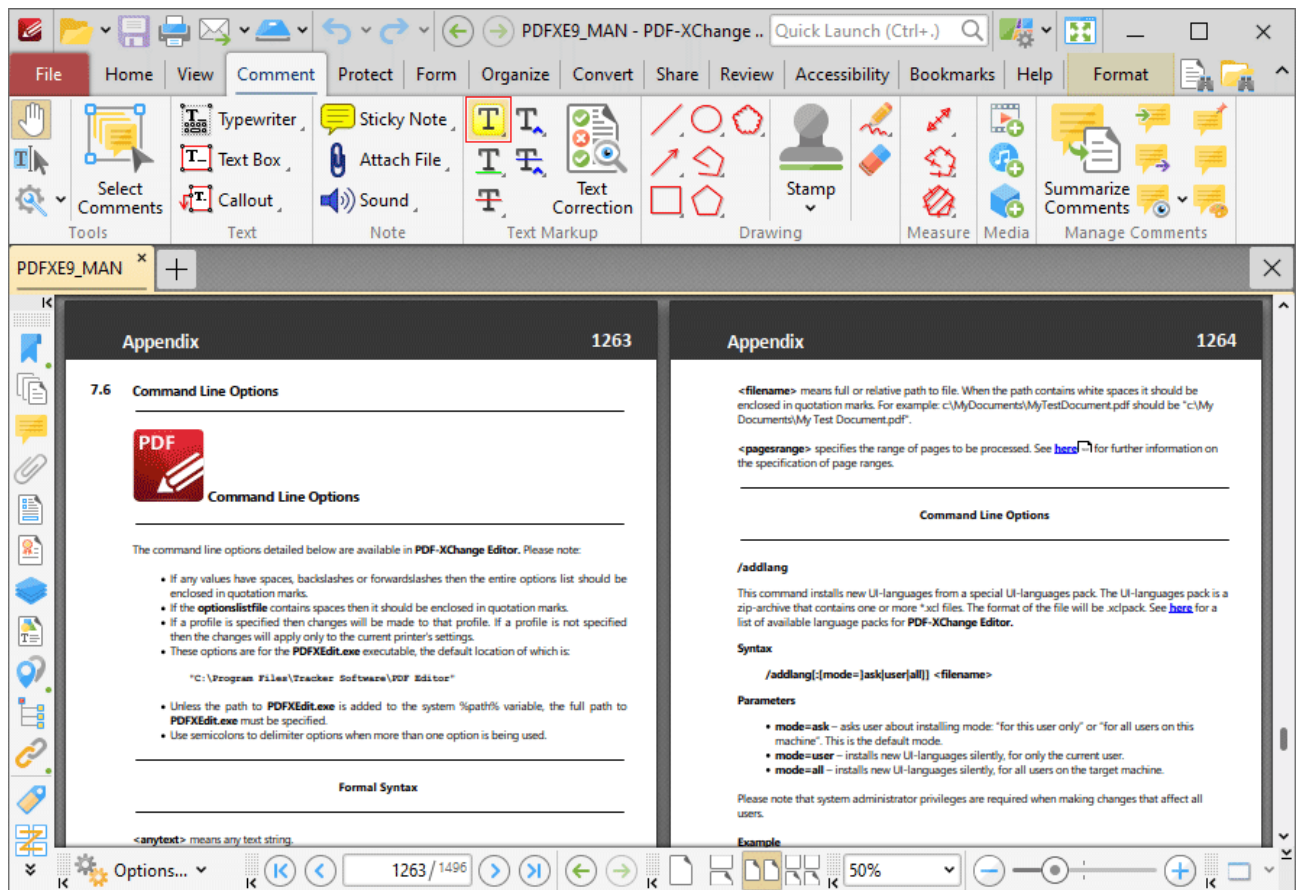 PDFXE9_MAN - PDF-XChange ..
Quick Launch (Ctrl+.)
File
Home
View
Comment
Protect
Form
Organize
Convert
Share
Review
Accessibility
Bookmarks
Help
Format
Select
Comments
Tools
Typewriter
Text Box
Callout
Text
Sticky Note
Attach File
Sound
Note
Text
Correction
Text Markup
Stamp
Drawing
Measure
Media
Summarize
Comments
Manage Comments
PDFXE9_MAN
Appendix 1263
7.6 Command Line Options
PDF
Command Line Options
The command line options detailed below are available in PDF-XChange Editor. Please note:
• If any values have spaces, backslashes or forwardslashes then the entire options list should be
enclosed in quotation marks.
• If the optionslistfile contains spaces then it should be enclosed in quotation marks.
• If a profile is specified then changes will be made to that profile. If a profile is not specified
then the changes will apply only to the current printer's settings.
• These options are for the PDFXEdit.exe executable, the default location of which is:
"C:\Program Files\Tracker Software\PDF Editor"
• Unless the path to PDFXEdit.exe is added to the system %path% variable, the full path to
PDFXEdit.exe must be specified.
• Use semicolons to delimiter options when more than one option is being used.
Formal Syntax
<anytext> means any text string.
Appendix 1264
<filename> means full or relative path to file. When the path contains white spaces it should be
enclosed in quotation marks. For example: c:\MyDocuments\MyTestDocument.pdf should be "c:\My
Documents\My Test Document.pdf".
<pagesrange> specifies the range of pages to be processed. See here for further information on
the specification of page ranges.
Command Line Options
/addlang
This command installs new UI-languages from a special UI-languages pack. The UI-languages pack is a
zip-archive that contains one or more *.xcl files. The format of the file will be .xclpack. See here for a
list of available language packs for PDF-XChange Editor.
Syntax
/addlang[:[mode=]ask|user|all]] <filename>
Parameters
• mode=ask – asks user about installing mode: "for this user only" or "for all users on this
machine". This is the default mode.
• mode=user – installs new UI-languages silently, for only the current user.
• mode=all – installs new UI-languages silently, for all users on the target machine.
Please note that system administrator privileges are required when making changes that affect all
users.
Example
Options...
1263 / 1496
50%